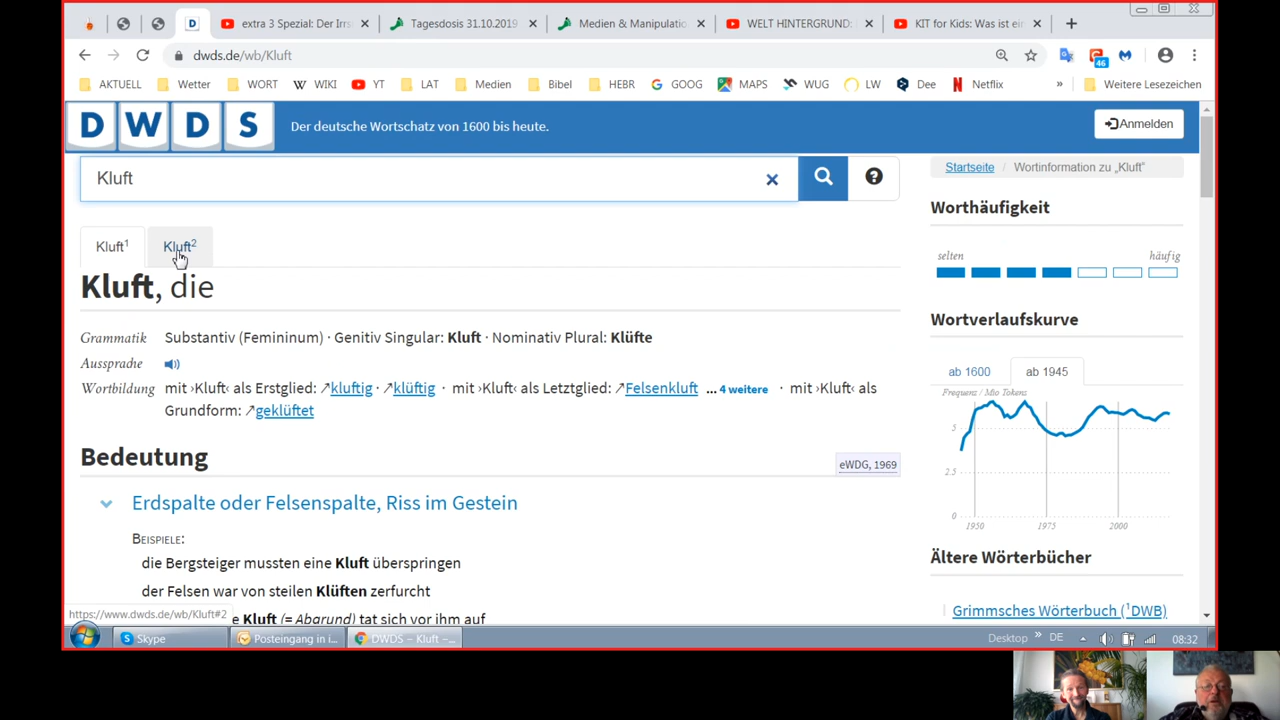 extra 3 Spezial: Der Irrs
Tagesdosis 31.10.2019
Medien & Manipulatio
WELT HINTERGRUND:
KIT for Kids: Was ist ein
dwds.de/wb/Kluft
46
AKTUELL
Wetter
WORT
WIKI
YT
LAT
Medien
Bibel
HEBR
GOOG
MAPS
WUG
LW
Dee
Netflix
»
Weitere Lesezeichen
D W D S
Der deutsche Wortschatz von 1600 bis heute.
Anmelden
Kluft
Startseite / Wortinformation zu „Kluft“
Kluft1
Kluft2
Kluft, die
Grammatik Substantiv (Femininum) · Genitiv Singular: Kluft · Nominativ Plural: Klüfte
Aussprache
Wortbildung mit ›Kluft‹ als Erstglied: ↗kluftig · ↗klüftig · mit ›Kluft‹ als Letztglied: ↗Felsenkluft ... 4 weitere · mit ›Kluft‹ als
Grundform: ↗geklüftet
Bedeutung
eWDG, 1969
Erdspalte oder Felsenspalte, Riss im Gestein
BEISPIELE:
die Bergsteiger mussten eine Kluft überspringen
der Felsen war von steilen Klüften zerfurcht
e Kluft (= Abgrund) tat sich vor ihm auf
https://www.dwds.de/wb/Kluft#2
Worthäufigkeit
selten
häufig
Wortverlaufskurve
ab 1600
ab 1945
Frequenz / Mio Tokens
5
2.5
0
1950
1975
2000
Ältere Wörterbücher
Grimmsches Wörterbuch (1DWB)
Skype
Posteingang in i...
DWDS – Kluft –...
Desktop
»
DE
08:32